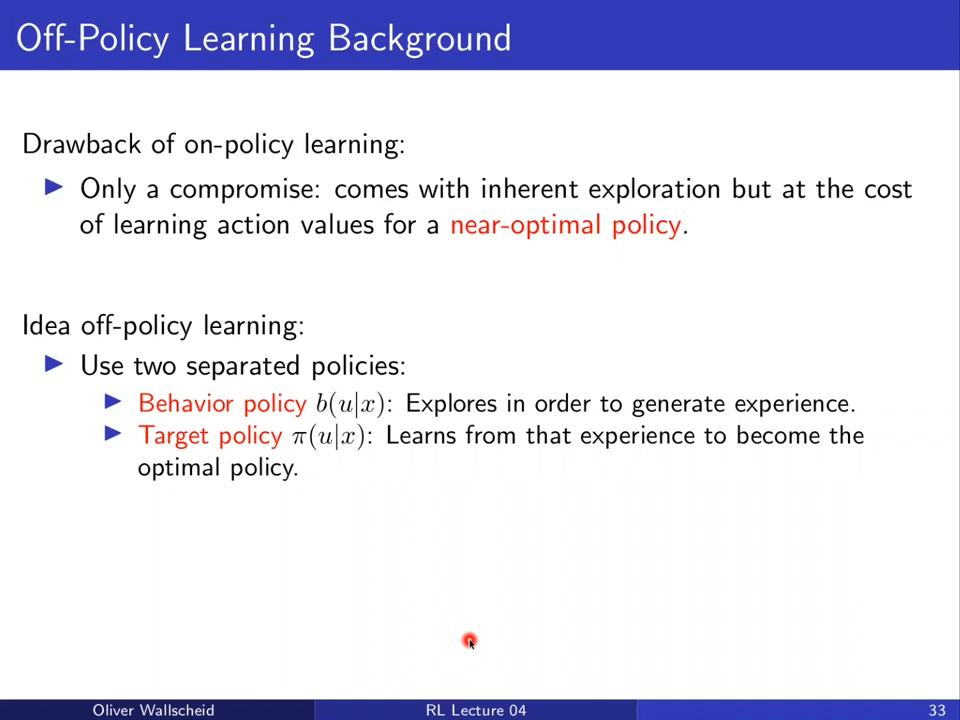 Off-Policy Learning Background
Drawback of on-policy learning:
▶ Only a compromise: comes with inherent exploration but at the cost
of learning action values for a near-optimal policy.
Idea off-policy learning:
▶ Use two separated policies:
▶ Behavior policy b(u|x): Explores in order to generate experience.
▶ Target policy π(u|x): Learns from that experience to become the
optimal policy.
Oliver Wallscheid
RL Lecture 04
33